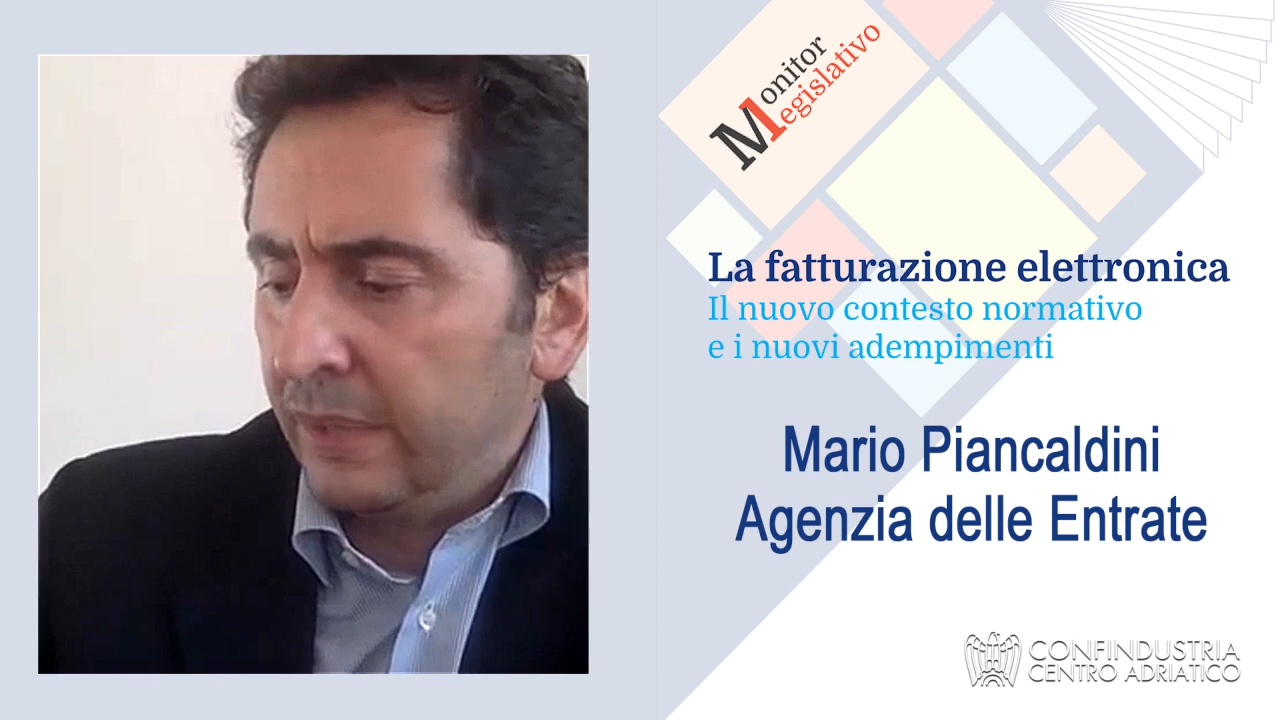 Monitor
legislativo
La fatturazione elettronica
Il nuovo contesto normativo
e i nuovi adempimenti
Mario Piancaldini
Agenzia delle Entrate
CONFINDUSTRIA
CENTRO ADRIATICO